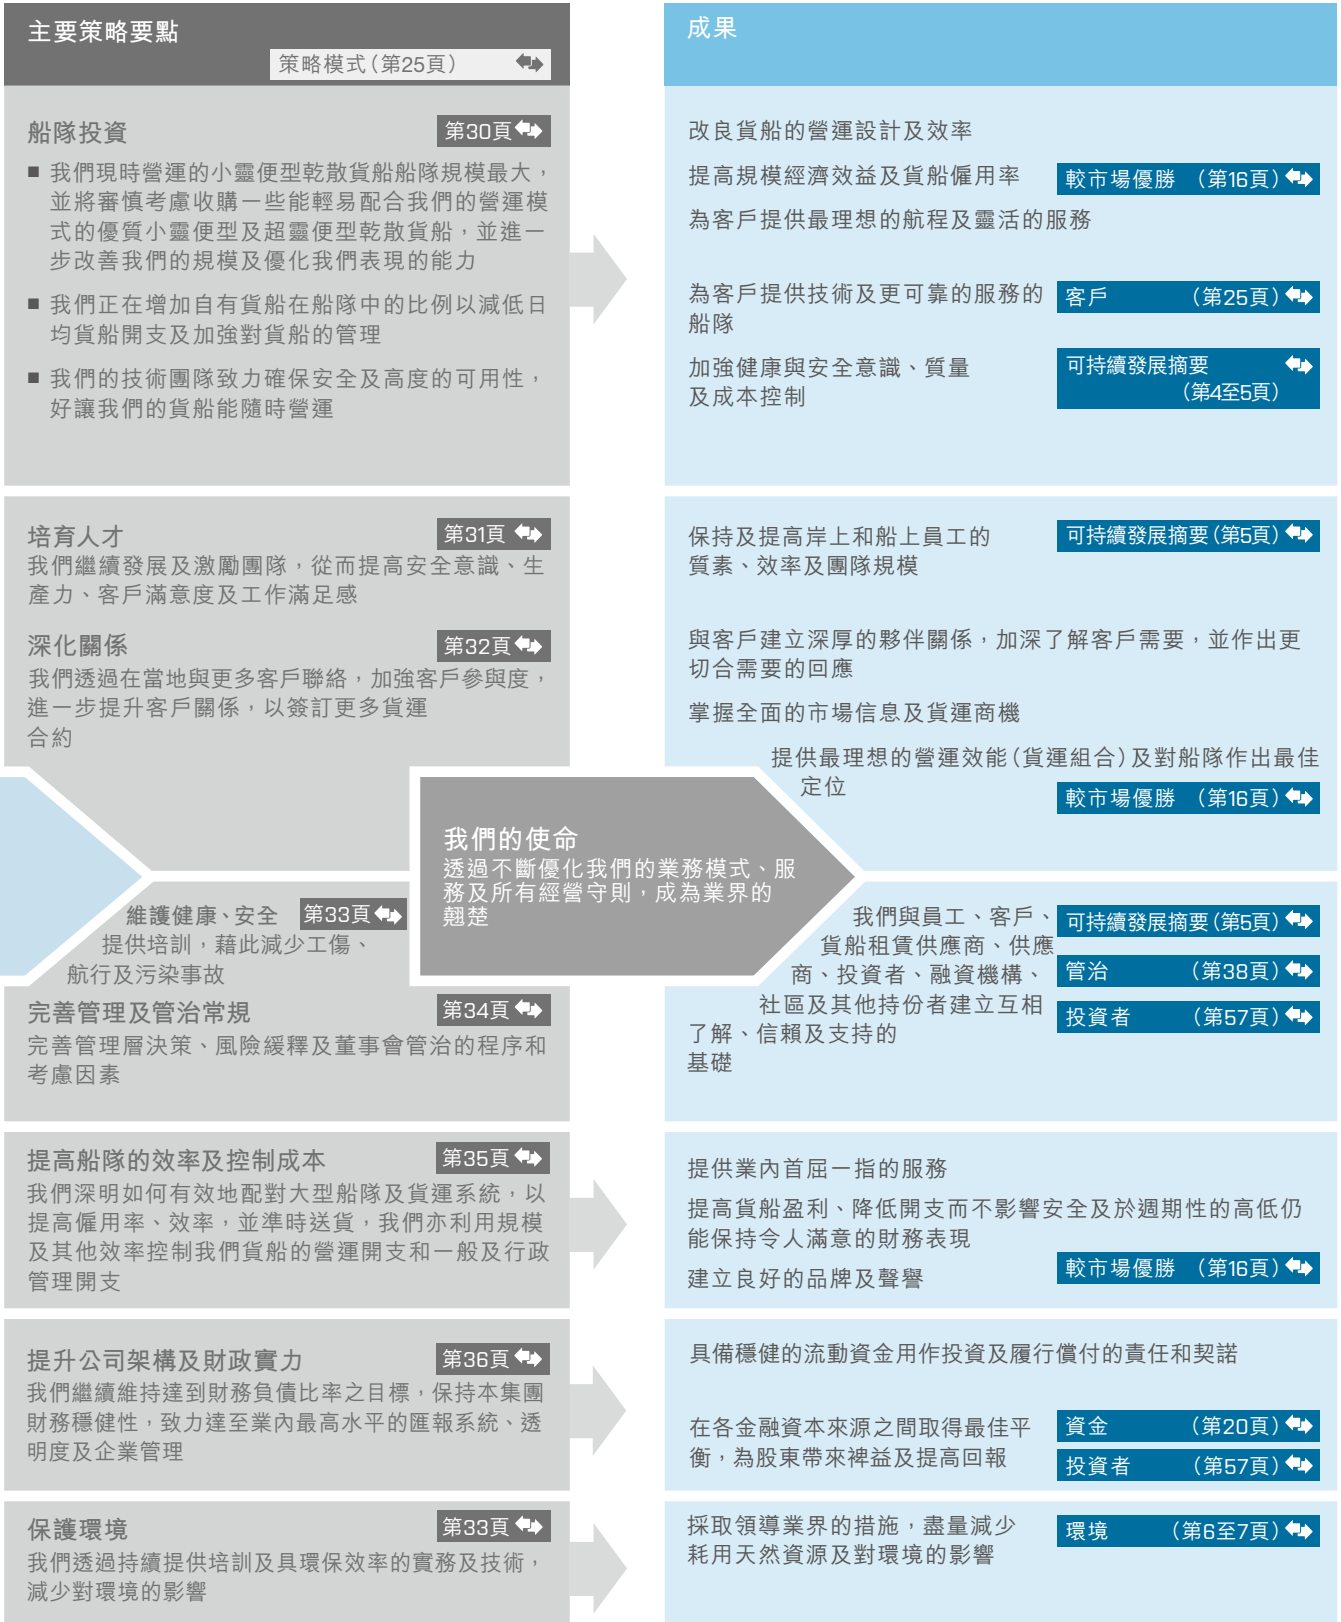 主要策略要點
策略模式（第25頁）
船隊投資
第30頁
■ 我們現時營運的小靈便型乾散貨船船隊規模最大，
並將審慎考慮收購一些能輕易配合我們的營運模
式的優質小靈便型及超靈便型乾散貨船，並進一
步改善我們的規模及優化我們表現的能力
■ 我們正在增加自有貨船在船隊中的比例以減低日
均貨船開支及加強對貨船的管理
■ 我們的技術團隊致力確保安全及高度的可用性，
好讓我們的貨船能隨時營運
成果
改良貨船的營運設計及效率
提高規模經濟效益及貨船僱用率
較市場優勝 （第16頁）
為客戶提供最理想的航程及靈活的服務
為客戶提供技術及更可靠的服務的
船隊
客戶 （第25頁）
加強健康與安全意識、質量
及成本控制
可持續發展摘要
（第4至5頁）
培育人才
第31頁
我們繼續發展及激勵團隊，從而提高安全意識、生
產力、客戶滿意度及工作滿足感
深化關係
第32頁
我們透過在當地與更多客戶聯絡，加強客戶參與度，
進一步提升客戶關係，以簽訂更多貨運
合約
保持及提高岸上和船上員工的
質素、效率及團隊規模
可持續發展摘要（第5頁）
與客戶建立深厚的夥伴關係，加深了解客戶需要，並作出更
切合需要的回應
掌握全面的市場信息及貨運商機
提供最理想的營運效能（貨運組合）及對船隊作出最佳
定位
較市場優勝 （第16頁）
我們的使命
透過不斷優化我們的業務模式、服
務及所有經營守則，成為業界的
翹楚
維護健康、安全
第33頁
提供培訓，藉此減少工傷、
航行及污染事故
完善管理及管治常規
第34頁
完善管理層決策、風險緩釋及董事會管治的程序和
考慮因素
我們與員工、客戶、
貨船租賃供應商、供應
商、投資者、融資機構、
社區及其他持份者建立互相
了解、信賴及支持的
基礎
可持續發展摘要（第5頁）
管治 （第38頁）
投資者 （第57頁）
提高船隊的效率及控制成本
第35頁
我們深明如何有效地配對大型船隊及貨運系統，以
提高僱用率、效率，並準時送貨，我們亦利用規模
及其他效率控制我們貨船的營運開支和一般及行政
管理開支
提供業內首屈一指的服務
提高貨船盈利、降低開支而不影響安全及於週期性的高低仍
能保持令人滿意的財務表現
建立良好的品牌及聲譽
較市場優勝 （第16頁）
提升公司架構及財政實力
第36頁
我們繼續維持達到財務負債比率之目標，保持本集團
財務穩健性，致力達至業內最高水平的匯報系統、透
明度及企業管理
具備穩健的流動資金用作投資及履行償付的責任和契諾
在各金融資本來源之間取得最佳平
衡，為股東帶來裨益及提高回報
資金 （第20頁）
投資者 （第57頁）
保護環境
第33頁
我們透過持續提供培訓及具環保效率的實務及技術，
減少對環境的影響
採取領導業界的措施，盡量減少
耗用天然資源及對環境的影響
環境 （第6至7頁）